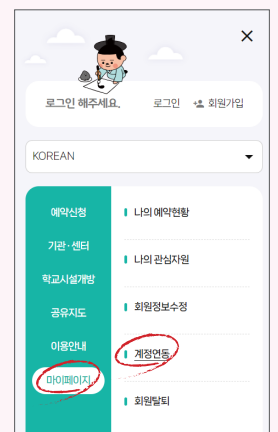 로그인 해주세요.
로그인
회원가입
KOREAN
예약신청
기관·센터
학교시설개방
공유지도
이용안내
마이페이지
나의 예약현황
나의 관심자원
회원정보수정
계정연동
회원탈퇴